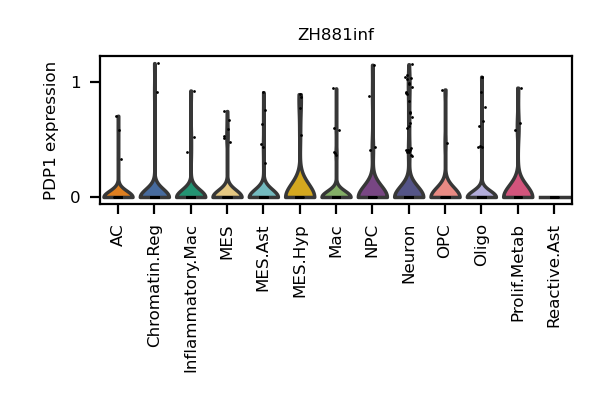 ZH881inf
PDP1 expression
1
0
AC
Chromatin.Reg
Inflammatory.Mac
MES
MES.Ast
MES.Hyp
Mac
NPC
Neuron
OPC
Oligo
Prolif.Metab
Reactive.Ast